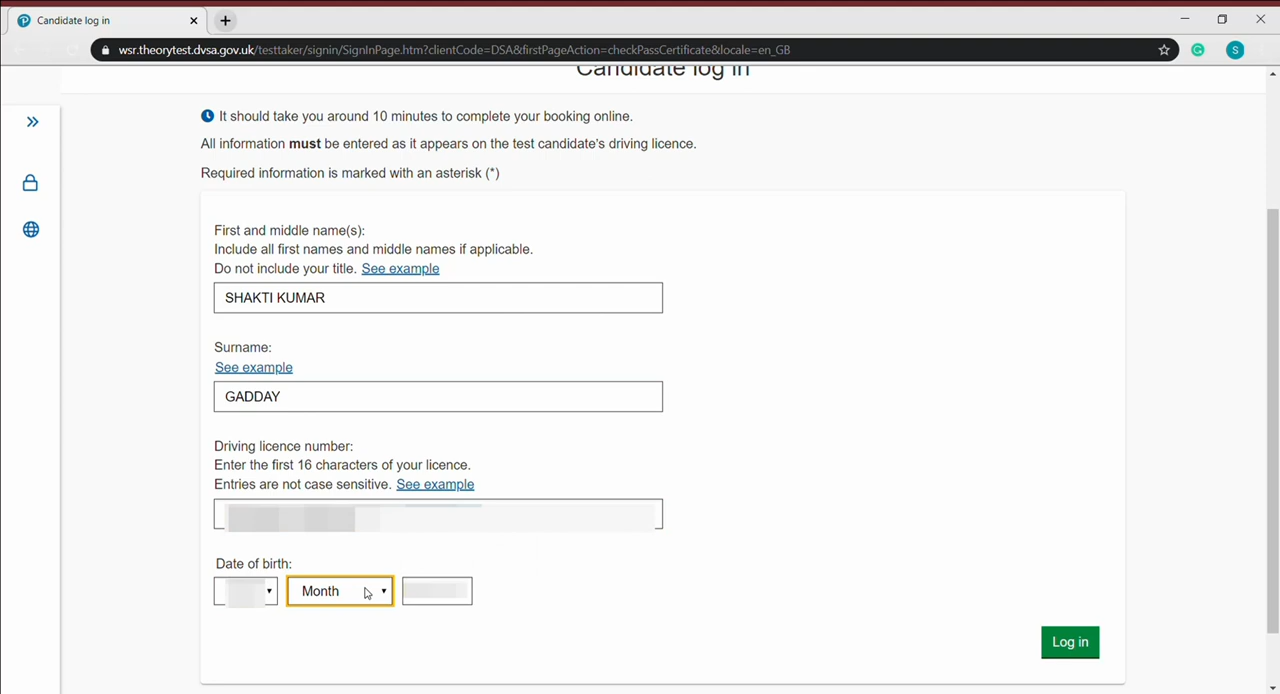 Candidate log in
wsr.theorytest.dvsa.gov.uk/testtaker/signin/SignInPage.htm?clientCode=DSA&firstPageAction=checkPassCertificate&locale=en_GB
S
Candidate log in
It should take you around 10 minutes to complete your booking online.
All information must be entered as it appears on the test candidate's driving licence.
Required information is marked with an asterisk (*)
First and middle name(s):
Include all first names and middle names if applicable.
Do not include your title. See example
SHAKTI KUMAR
Surname:
See example
GADDAY
Driving licence number:
Enter the first 16 characters of your licence.
Entries are not case sensitive. See example
Date of birth:
Month
Log in